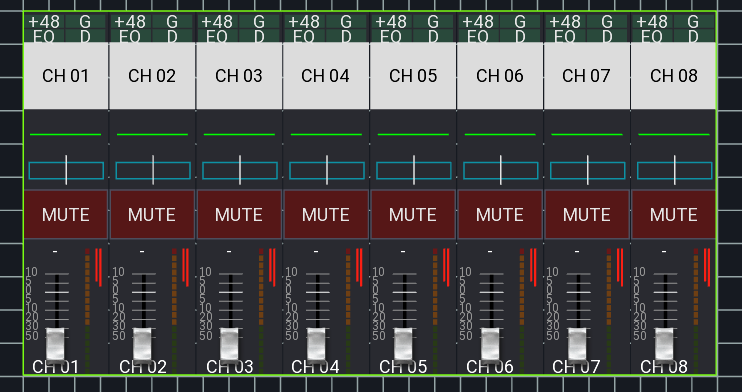 +48 G +48 G +48 G +48 G +48 G +48 G +48 G +48 G
EQ D EQ D EQ D EQ D EQ D EQ D EQ D EQ D
CH 01 CH 02 CH 03 CH 04 CH 05 CH 06 CH 07 CH 08
MUTE MUTE MUTE MUTE MUTE MUTE MUTE MUTE
- - - - - - - -
10 10 10 10 10 10 10 10
5 5 5 5 5 5 5 5
0 0 0 0 0 0 0 0
5 5 5 5 5 5 5 5
10 10 10 10 10 10 10 10
20 20 20 20 20 20 20 20
30 30 30 30 30 30 30 30
50 50 50 50 50 50 50 50
CH 01 CH 02 CH 03 CH 04 CH 05 CH 06 CH 07 CH 08